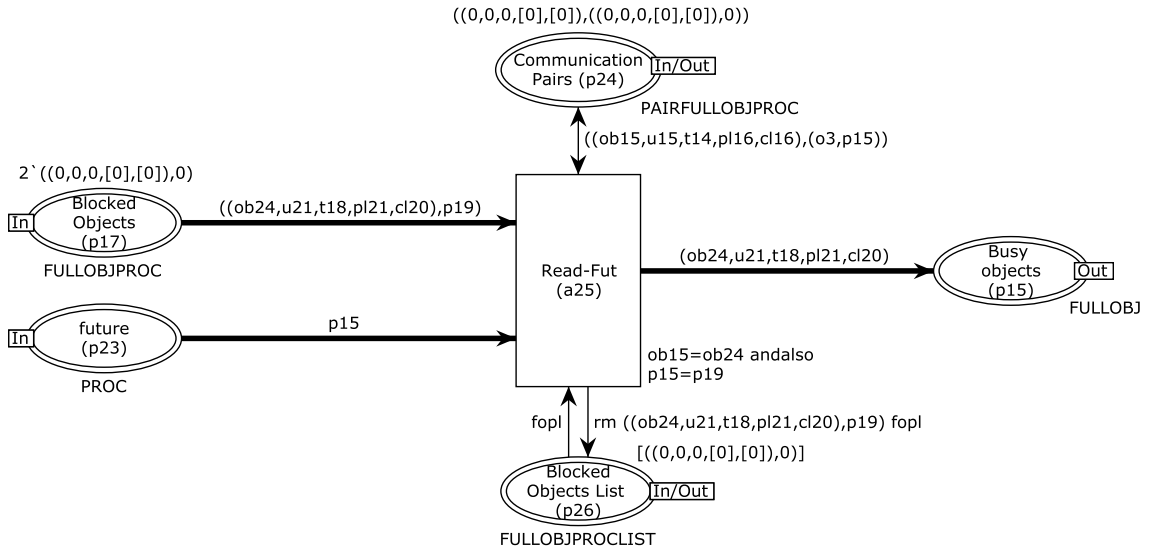 ((0,0,0,[0],[0]),((0,0,0,[0],[0]),0))
Communication
Pairs (p24)
In/Out
PAIRFULLOBJPROC
((ob15,u15,t14,pl16,cl16),(o3,p15))
2`((0,0,0,[0],[0]),0)
Blocked
Objects
(p17)
In
FULLOBJPROC
((ob24,u21,t18,pl21,cl20),p19)
Read-Fut
(a25)
(ob24,u21,t18,pl21,cl20)
Busy
objects
(p15)
Out
FULLOBJ
In
future
(p23)
PROC
p15
ob15=ob24 andalso
p15=p19
fopl
rm ((ob24,u21,t18,pl21,cl20),p19) fopl
[((0,0,0,[0],[0]),0)]
Blocked
Objects List
(p26)
In/Out
FULLOBJPROCLIST